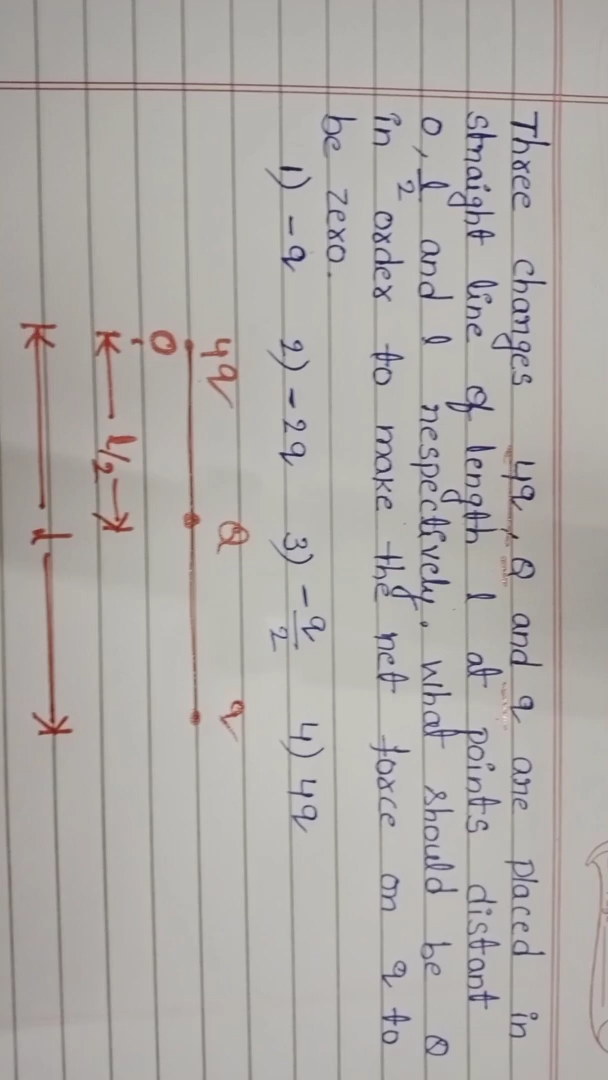 Three charges 4q, Q and q are placed in
straight line of length l at points distant
0, l/2 and l respectively, what should be Q
in order to make the net force on q to
be zero.
1) -q 2) -2q 3) -q/2 4) 4q
4q Q q
O
l/2
l